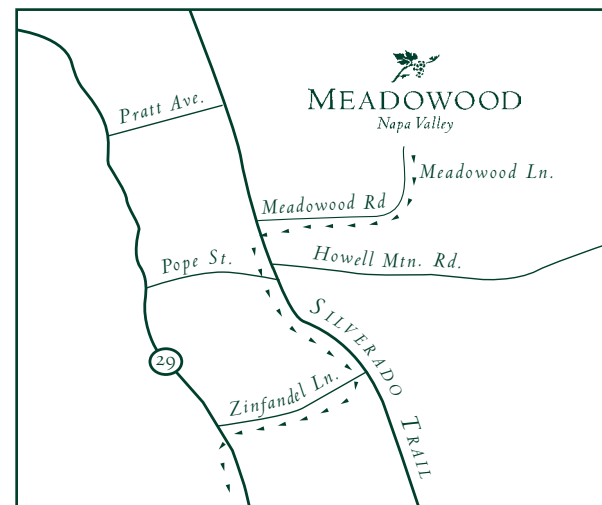 Pratt Ave.
MEADOWOOD
Napa Valley
Meadowood Ln.
Meadowood Rd
Pope St.
Howell Mtn. Rd.
SILVERADO TRAIL
29
Zinfandel Ln.